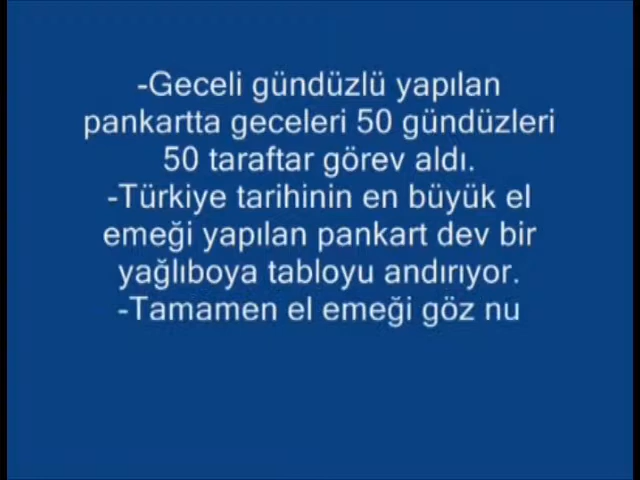 -Geceli gündüzlü yapılan
pankartta geceleri 50 gündüzleri
50 taraftar görev aldı.
-Türkiye tarihinin en büyük el
emeği yapılan pankart dev bir
yağlıboya tabloyu andırıyor.
-Tamamen el emeği göz nu